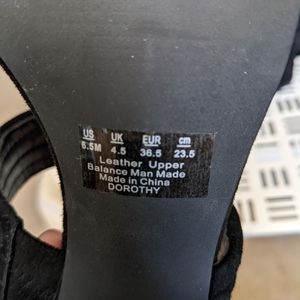 US UK EUR cm
6.5M 4.5 36.5 23.5
Leather Upper
Balance Man Made
Made in China
DOROTHY